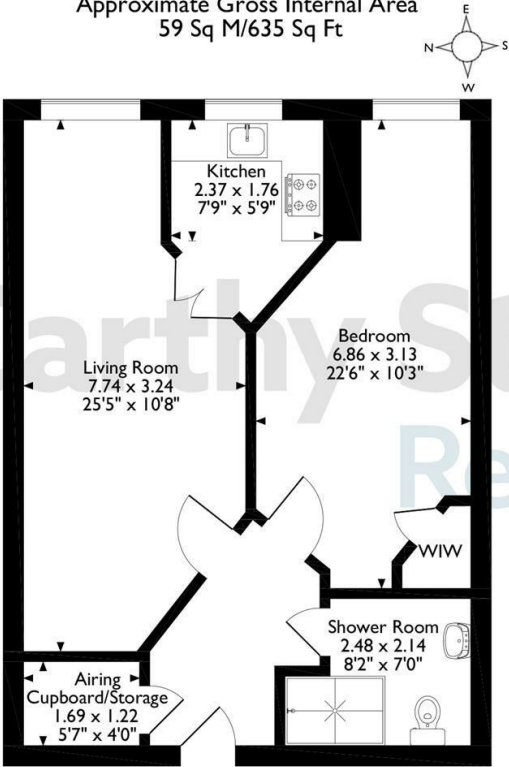 Approximate Gross Internal Area
59 Sq M/635 Sq Ft
E
N
S
W
Kitchen
2.37 x 1.76
7'9" x 5'9"
Living Room
7.74 x 3.24
25'5" x 10'8"
Bedroom
6.86 x 3.13
22'6" x 10'3"
arthy S
Re
WIW
Shower Room
2.48 x 2.14
8'2" x 7'0"
Airing
Cupboard/Storage
1.69 x 1.22
5'7" x 4'0"